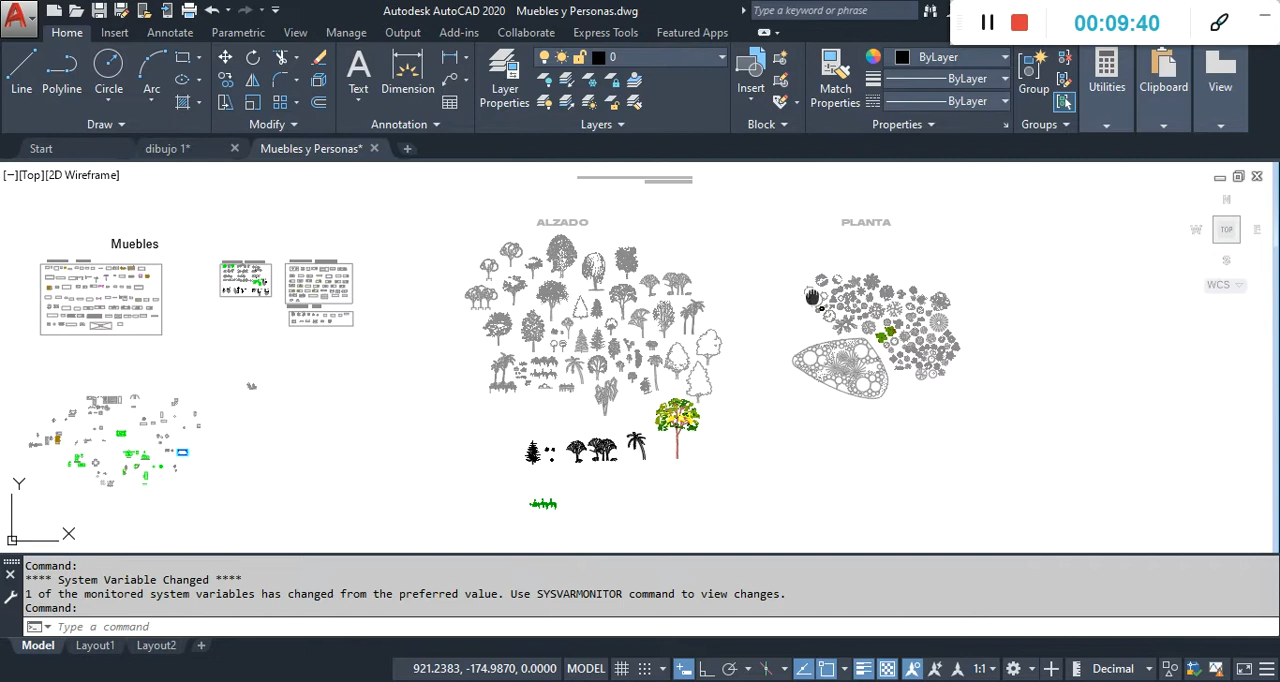 Autodesk AutoCAD 2020 Muebles y Personas.dwg
Type a keyword or phrase
00:09:40
Home Insert Annotate Parametric View Manage Output Add-ins Collaborate Express Tools Featured Apps
Line Polyline Circle Arc
Text Dimension
Layer Properties
0
Insert
Match Properties
ByLayer
ByLayer
ByLayer
Group
Utilities
Clipboard
View
Draw Modify Annotation Layers Block Properties Groups
Start dibujo 1* Muebles y Personas*
[−][Top][2D Wireframe]
N
W TOP E
S
WCS
ALZADO
PLANTA
Muebles
Y
X
Command:
**** System Variable Changed ****
1 of the monitored system variables has changed from the preferred value. Use SYSVARMONITOR command to view changes.
Command:
Type a command
Model Layout1 Layout2
921.2383, -174.9870, 0.0000 MODEL 1:1 Decimal